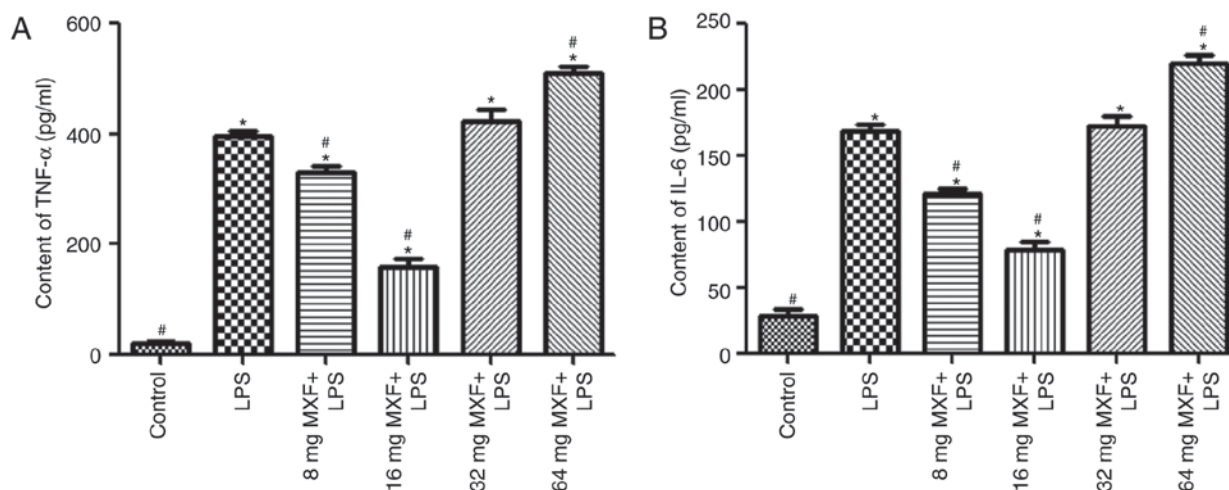 A
Content of TNF-α (pg/ml)
600
400
200
0
#
*
#
*
#
*
*
#
*
Control
LPS
8 mg MXF+
LPS
16 mg MXF+
LPS
32 mg MXF+
LPS
64 mg MXF+
LPS
B
Content of IL-6 (pg/ml)
250
200
150
100
50
0
#
*
#
*
#
*
*
#
*
Control
LPS
8 mg MXF+
LPS
16 mg MXF+
LPS
32 mg MXF+
LPS
64 mg MXF+
LPS